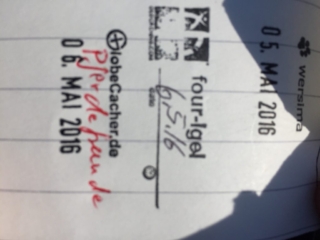 wersima
05. MAI 2016
four-Igel
6.5.16
GlobeCacher.de
Pferdefreunde
06. MAI 2016